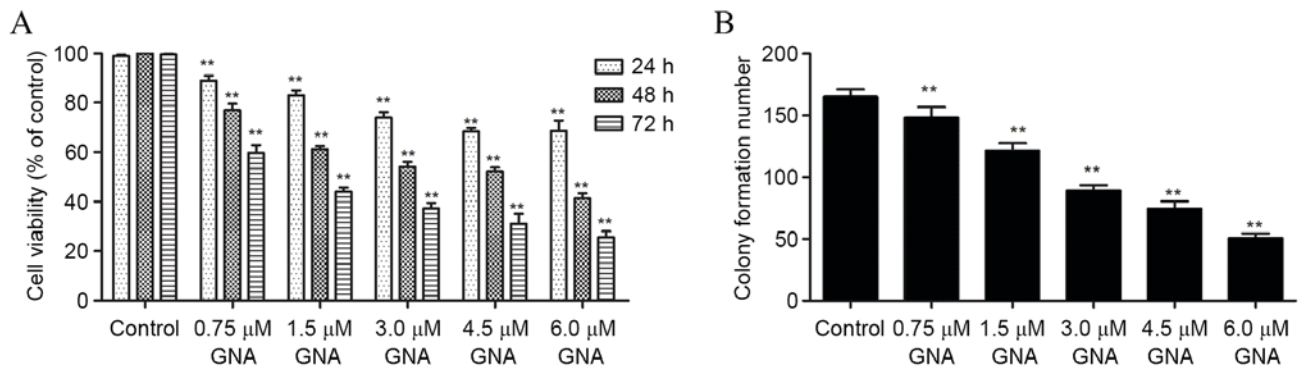 A
Cell viability (% of control)
100
80
60
40
20
0
** ** **
** ** **
** ** **
** ** **
** ** **
24 h
48 h
72 h
Control 0.75 μM 1.5 μM 3.0 μM 4.5 μM 6.0 μM
GNA GNA GNA GNA GNA
B
Colony formation number
200
150
100
50
0
** ** ** ** **
Control 0.75 μM 1.5 μM 3.0 μM 4.5 μM 6.0 μM
GNA GNA GNA GNA GNA